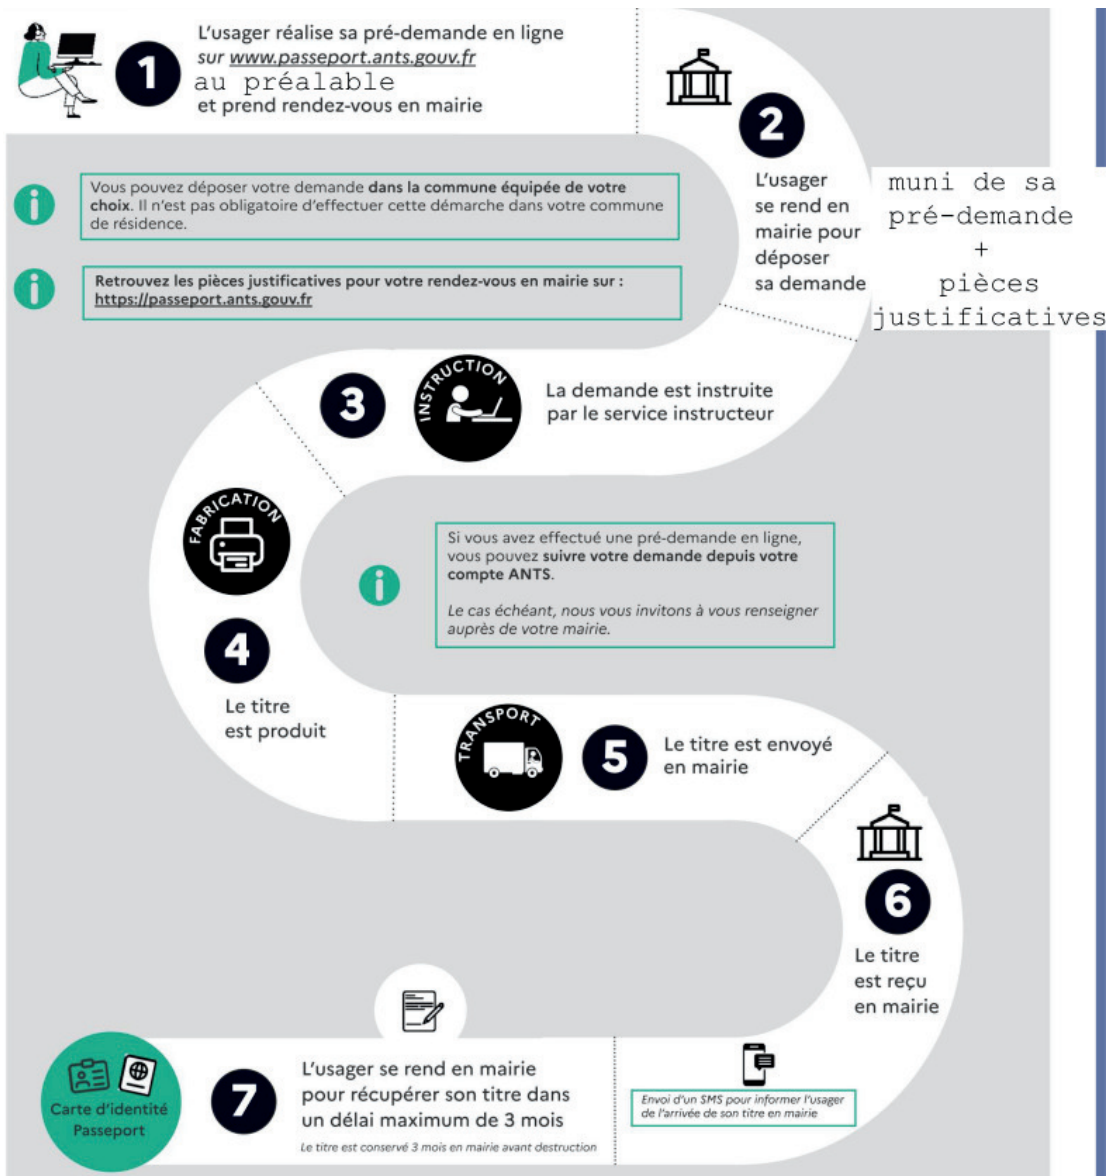 1
L'usager réalise sa pré-demande en ligne
sur www.passeport.ants.gouv.fr
au préalable
et prend rendez-vous en mairie
2
L'usager
se rend en
mairie pour
déposer
sa demande
muni de sa
pré-demande
+
pièces
justificatives
i
Vous pouvez déposer votre demande dans la commune équipée de votre
choix. Il n'est pas obligatoire d'effectuer cette démarche dans votre commune
de résidence.
i
Retrouvez les pièces justificatives pour votre rendez-vous en mairie sur :
https://passeport.ants.gouv.fr
3
INSTRUCTION
La demande est instruite
par le service instructeur
FABRICATION
4
Le titre
est produit
i
Si vous avez effectué une pré-demande en ligne,
vous pouvez suivre votre demande depuis votre
compte ANTS.
Le cas échéant, nous vous invitons à vous renseigner
auprès de votre mairie.
TRANSPORT
5
Le titre est envoyé
en mairie
6
Le titre
est reçu
en mairie
Envoi d'un SMS pour informer l'usager
de l'arrivée de son titre en mairie
7
L'usager se rend en mairie
pour récupérer son titre dans
un délai maximum de 3 mois
Le titre est conservé 3 mois en mairie avant destruction
Carte d'identité
Passeport